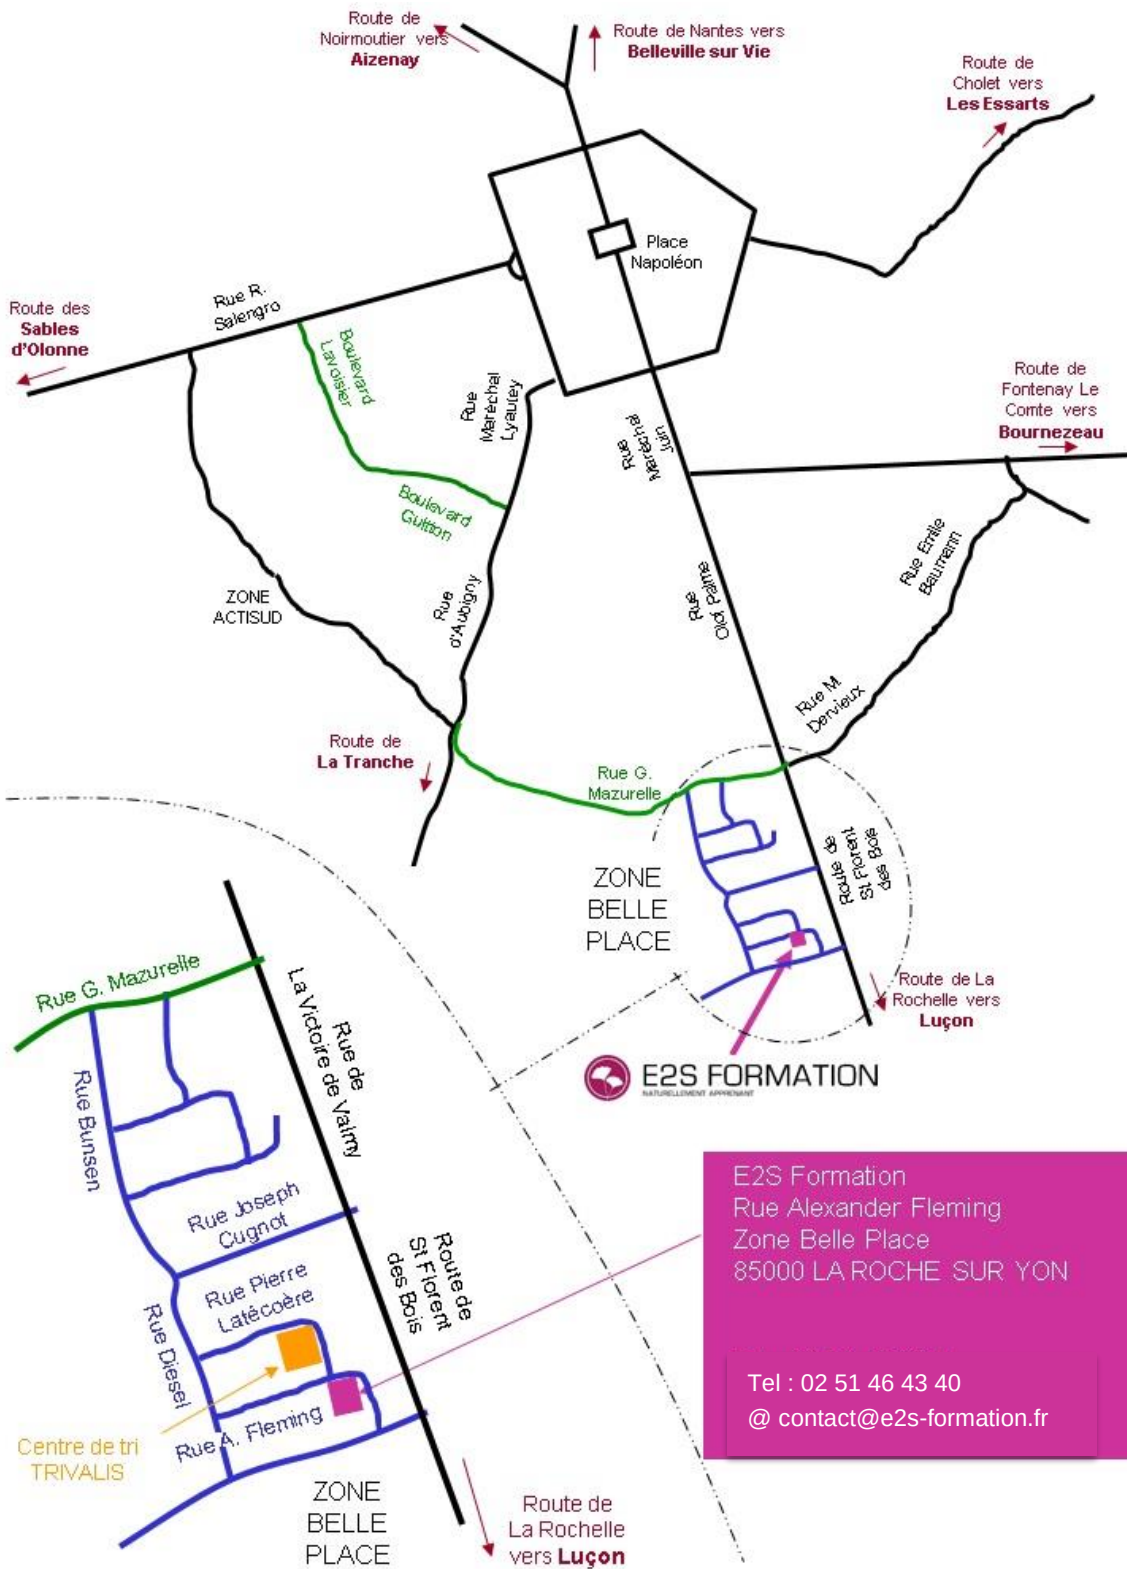 Route de
Noirmoutier vers
Aizenay
Route de Nantes vers
Belleville sur Vie
Route de
Cholet vers
Les Essarts
Place
Napoléon
Rue R.
Salengro
Route des
Sables
d'Olonne
Boulevard
Lavoisier
Rue
Maréchal
Lyautey
Rue
Maréchal
Juin
Route de
Fontenay Le
Comte vers
Bournezeau
Boulevard
Guitton
Rue Emile
Baumann
ZONE
ACTISUD
Rue
d'Aubigny
Rue
Olof Palme
Rue M.
Dervieux
Route de
La Tranche
Rue G.
Mazurelle
Route de
St Florent
des Bois
ZONE
BELLE
PLACE
Route de La
Rochelle vers
Luçon
E2S FORMATION
NATURELLEMENT APPRENANT
Rue G. Mazurelle
Rue de
La Victoire de Valmy
Rue Bunsen
Rue Joseph
Cugnot
Route de
St Florent
des Bois
Rue Pierre
Latécoère
Rue Diesel
Rue A. Fleming
Centre de tri
TRIVALIS
ZONE
BELLE
PLACE
Route de
La Rochelle
vers Luçon
E2S Formation
Rue Alexander Fleming
Zone Belle Place
85000 LA ROCHE SUR YON
Tel : 02 51 46 43 40
@ contact@e2s-formation.fr